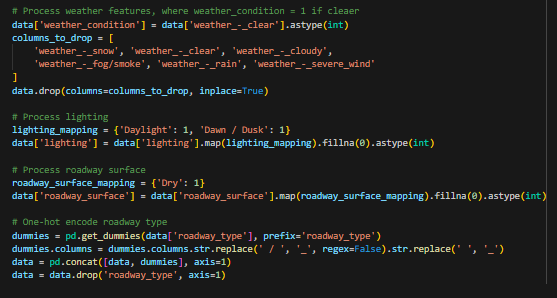 # Process weather features, where weather_condition = 1 if claeer
data['weather_condition'] = data['weather_-_clear'].astype(int)
columns_to_drop = [
    'weather_-_snow', 'weather_-_clear', 'weather_-_cloudy',
    'weather_-_fog/smoke', 'weather_-_rain', 'weather_-_severe_wind'
]
data.drop(columns=columns_to_drop, inplace=True)
# Process lighting
lighting_mapping = {'Daylight': 1, 'Dawn / Dusk': 1}
data['lighting'] = data['lighting'].map(lighting_mapping).fillna(0).astype(int)
# Process roadway surface
roadway_surface_mapping = {'Dry': 1}
data['roadway_surface'] = data['roadway_surface'].map(roadway_surface_mapping).fillna(0).astype(int)
# One-hot encode roadway type
dummies = pd.get_dummies(data['roadway_type'], prefix='roadway_type')
dummies.columns = dummies.columns.str.replace(' / ', '_', regex=False).str.replace(' ', '_')
data = pd.concat([data, dummies], axis=1)
data = data.drop('roadway_type', axis=1)